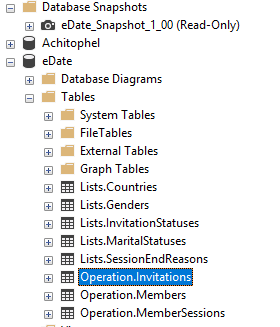 Database Snapshots
eDate_Snapshot_1_00 (Read-Only)
Achitophel
eDate
Database Diagrams
Tables
System Tables
FileTables
External Tables
Graph Tables
Lists.Countries
Lists.Genders
Lists.InvitationStatuses
Lists.MaritalStatuses
Lists.SessionEndReasons
Operation.Invitations
Operation.Members
Operation.MemberSessions